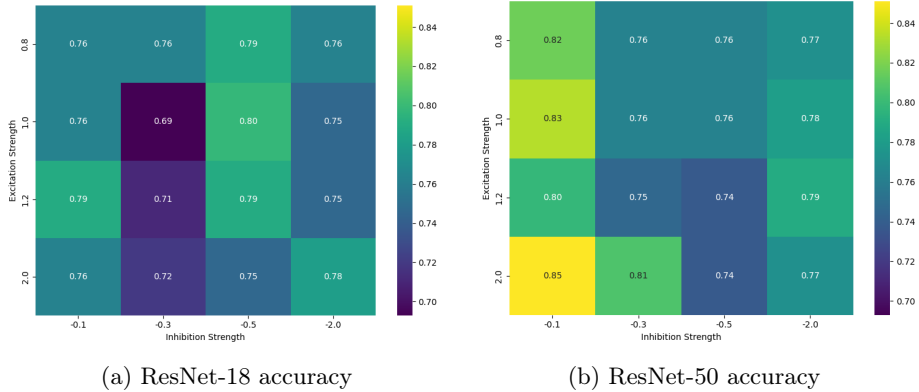 0.8 0.76 0.76 0.79 0.76
1.0 0.76 0.69 0.80 0.75
1.2 0.79 0.71 0.79 0.75
2.0 0.76 0.72 0.75 0.78
Excitation Strength
-0.1 -0.3 -0.5 -2.0
Inhibition Strength
0.84
0.82
0.80
0.78
0.76
0.74
0.72
0.70
(a) ResNet-18 accuracy
0.8 0.82 0.76 0.76 0.77
1.0 0.83 0.76 0.76 0.78
1.2 0.80 0.75 0.74 0.79
2.0 0.85 0.81 0.74 0.77
Excitation Strength
-0.1 -0.3 -0.5 -2.0
Inhibition Strength
0.84
0.82
0.80
0.78
0.76
0.74
0.72
0.70
(b) ResNet-50 accuracy